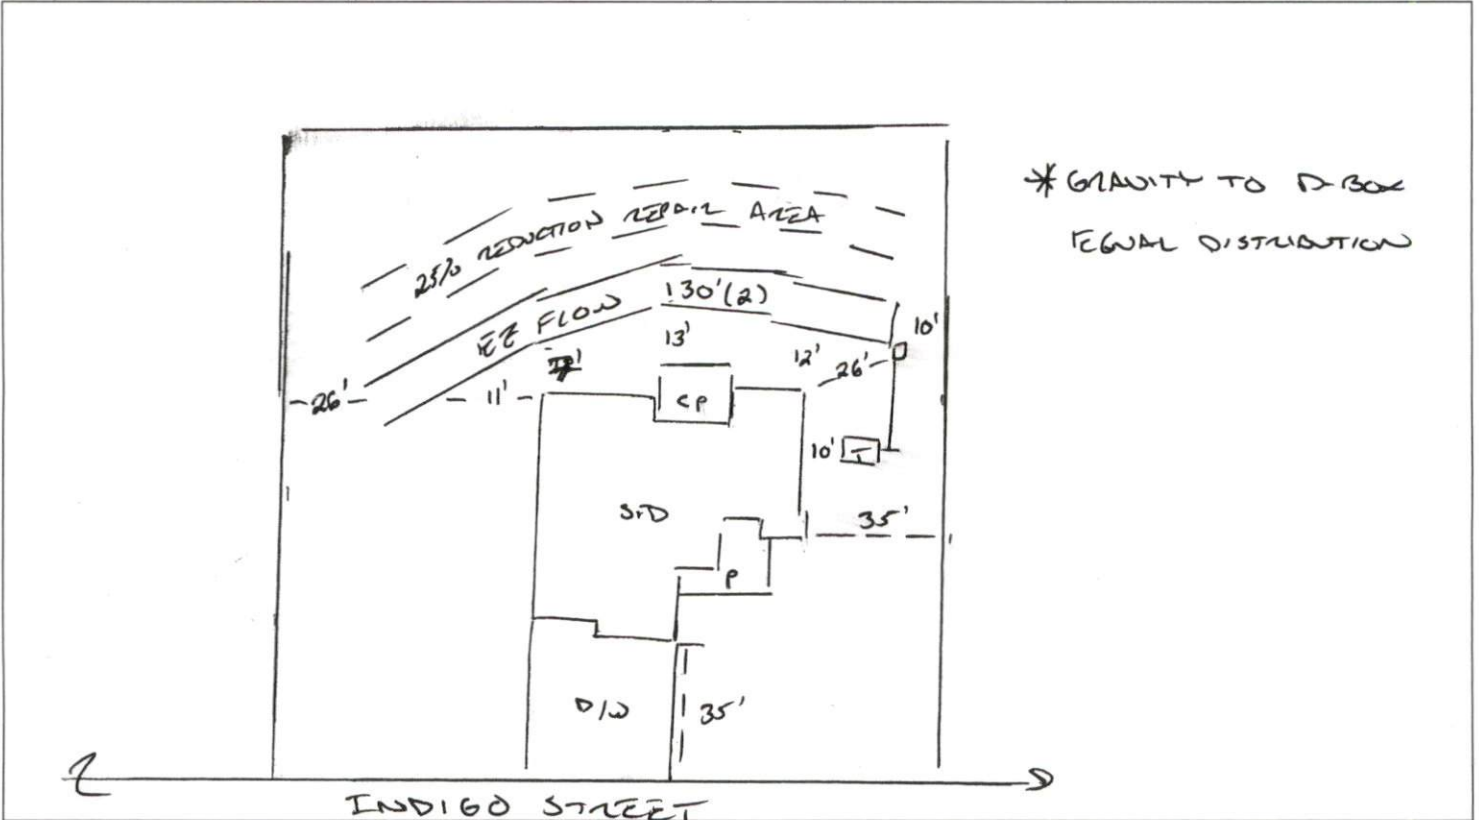 * GRAVITY TO D-BOX
EQUAL DISTRIBUTION
25% REDUCTION REPAIR AREA
EZ FLOW 130'(2)
10'
13'
12'
26'
26'
11'
CP
10'
T
SFD
35'
P
D/W
35'
INDIGO STREET